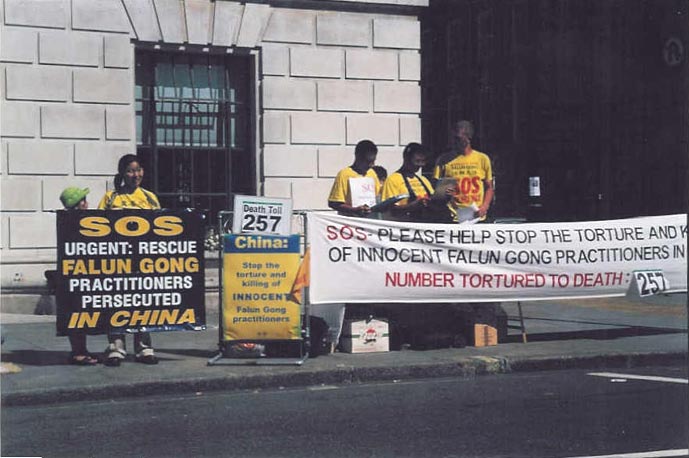 SOS
URGENT: RESCUE
FALUN GONG
PRACTITIONERS
PERSECUTED
IN CHINA
Death Toll
257
China:
Stop the
torture and
killing of
INNOCENT
Falun Gong
practitioners
SOS
SOS- PLEASE HELP STOP THE TORTURE AND K
OF INNOCENT FALUN GONG PRACTITIONERS IN
NUMBER TORTURED TO DEATH: 257